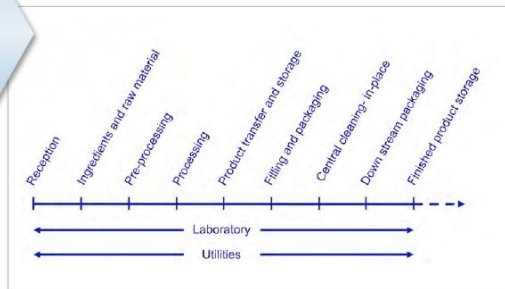 Reception
Ingredients and raw material
Pre-processing
Processing
Product transfer and storage
Filling and packaging
Central cleaning- in-place
Down stream packaging
Finished product storage
Laboratory
Utilities